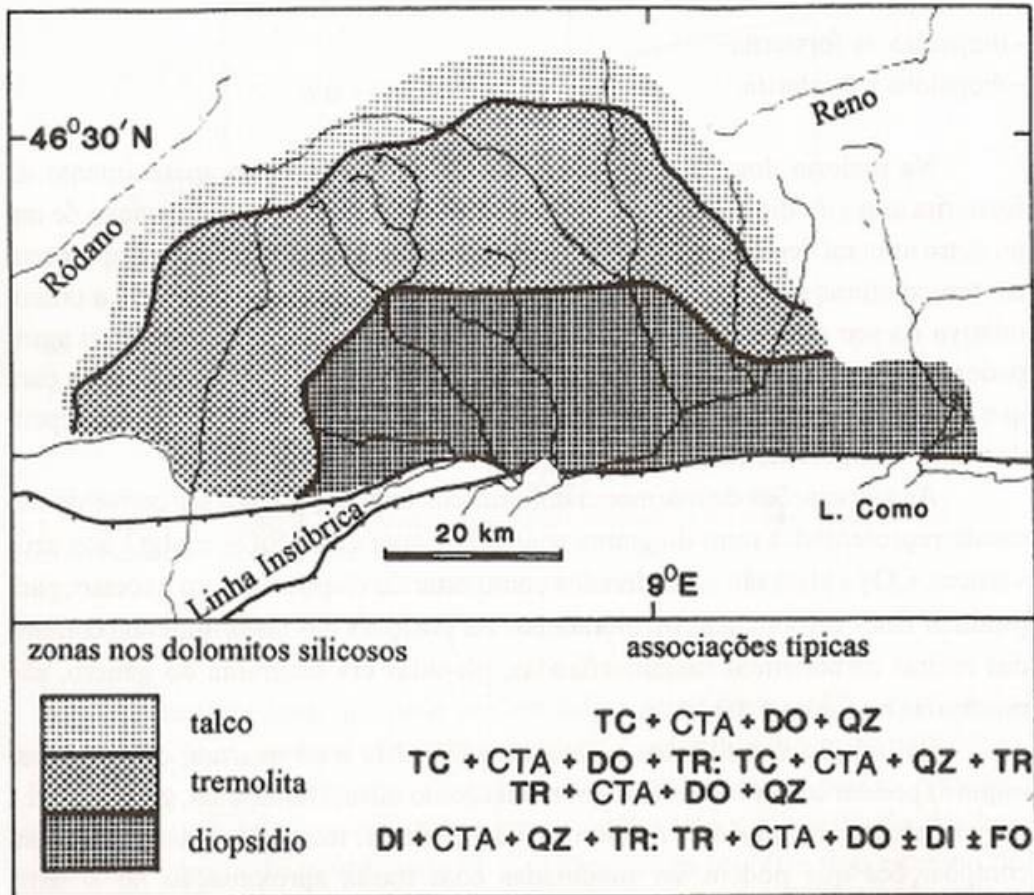 46°30'N
Reno
Ródano
Linha Insúbrica
20 km
9°E
L. Como
zonas nos dolomitos silicosos
associações típicas
talco
TC + CTA + DO + QZ
tremolita
TC + CTA + DO + TR: TC + CTA + QZ + TR
TR + CTA + DO + QZ
diopsídio
DI + CTA + QZ + TR: TR + CTA + DO ± DI ± FO